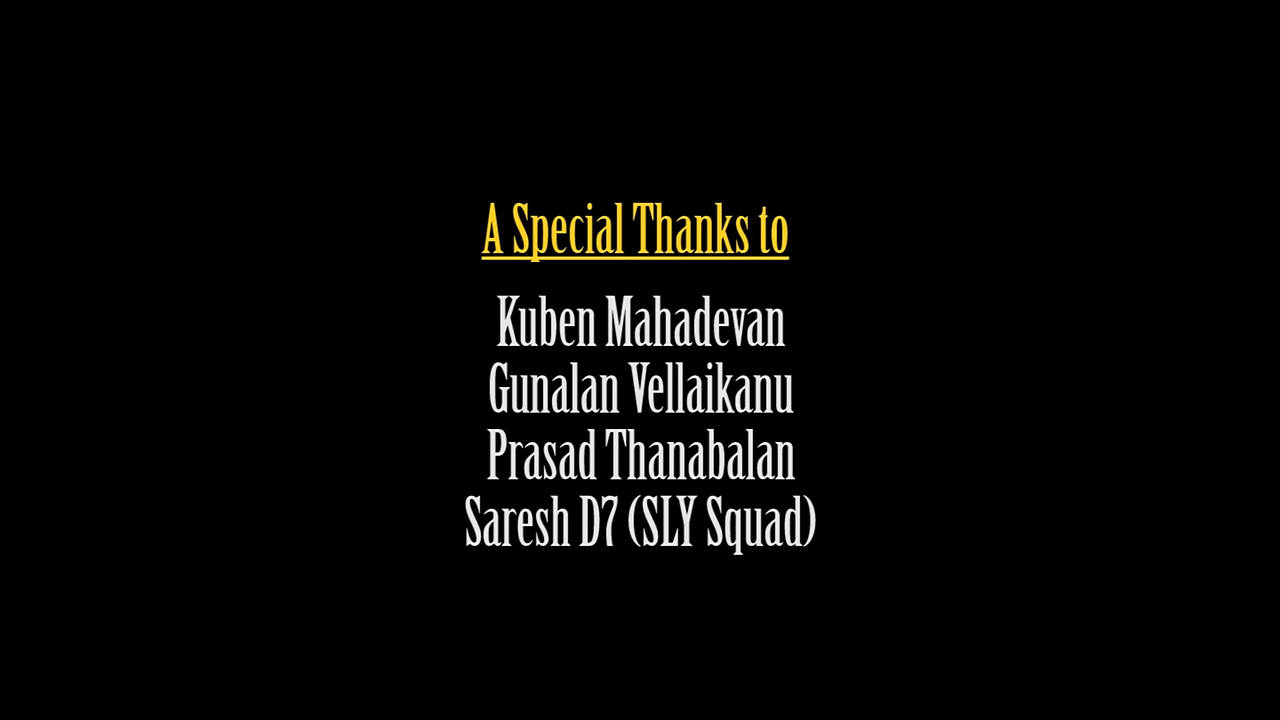 A Special Thanks to
Kuben Mahadevan
Gunalan Vellaikanu
Prasad Thanabalan
Saresh D7 (SLY Squad)